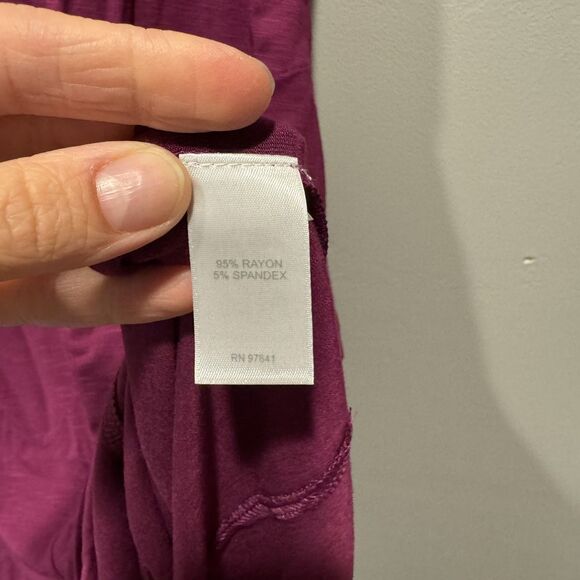 95% RAYON
5% SPANDEX
RN 97841